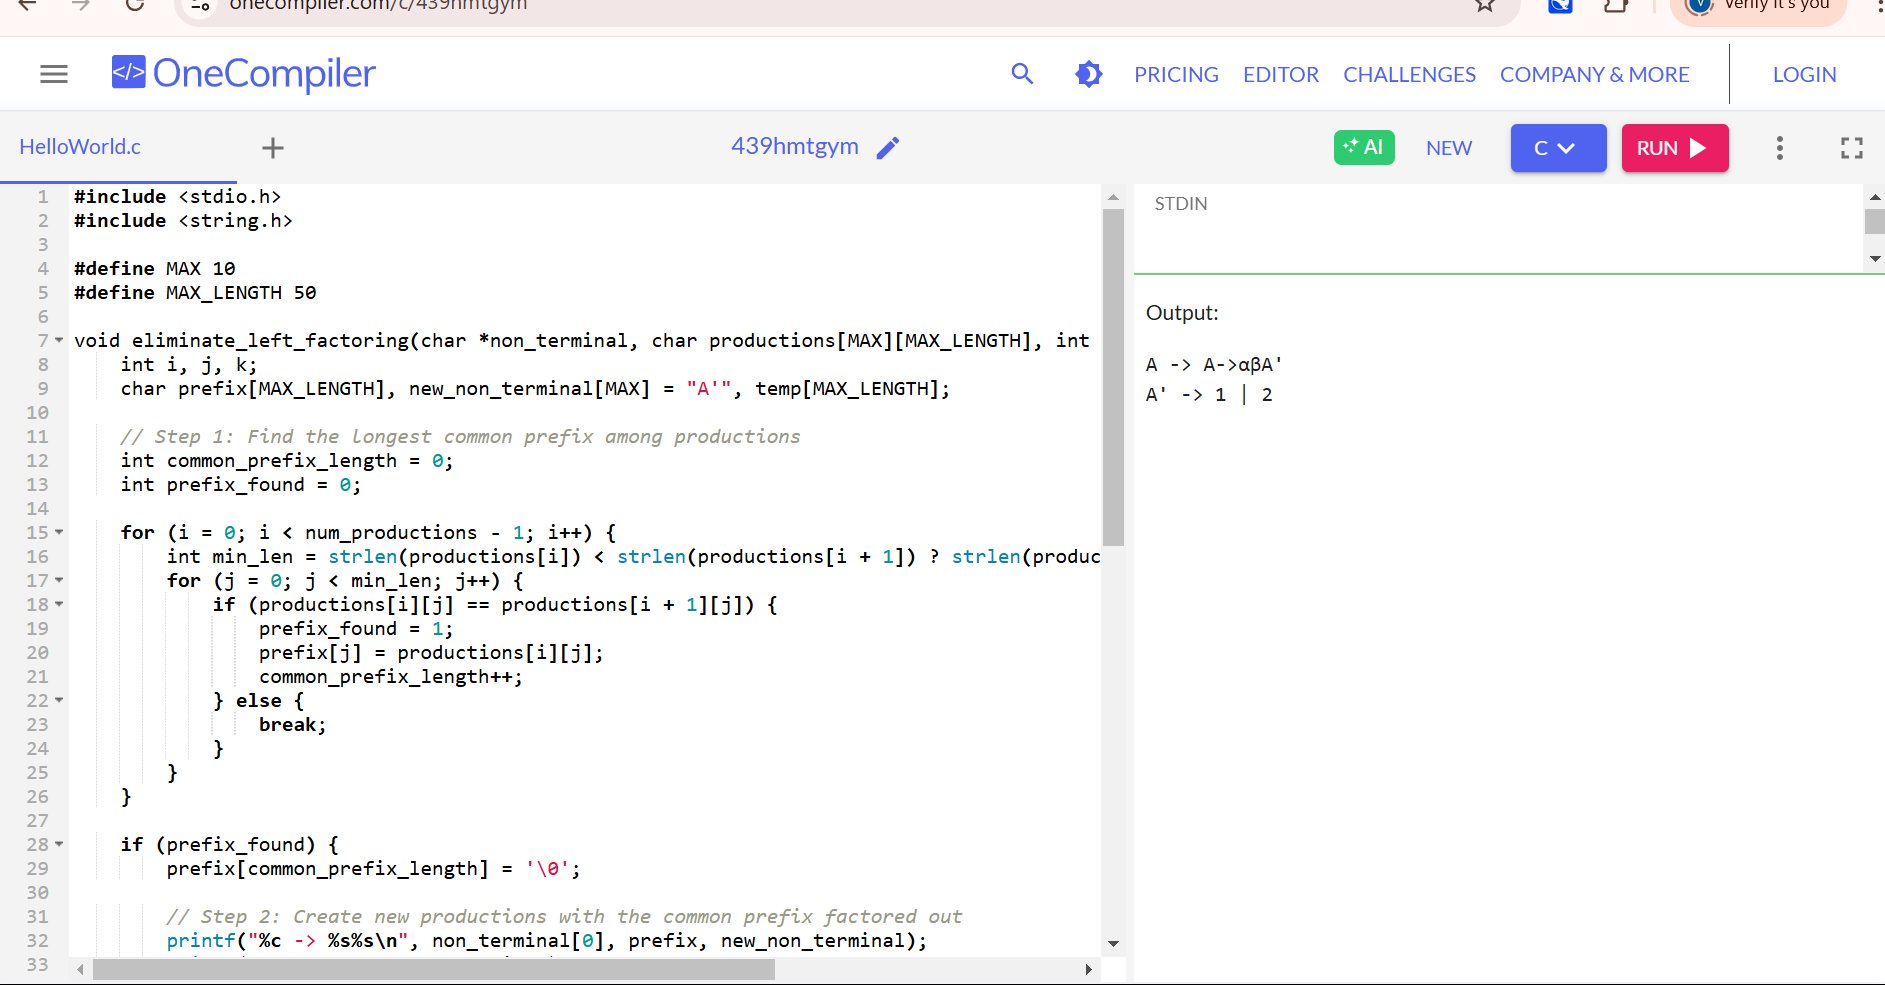 onecompiler.com/c/439hmtgym
Verify it's you
</> OneCompiler
PRICING EDITOR CHALLENGES COMPANY & MORE LOGIN
HelloWorld.c + 439hmtgym AI NEW C RUN
1 #include <stdio.h>
2 #include <string.h>
3
4 #define MAX 10
5 #define MAX_LENGTH 50
6
7 void eliminate_left_factoring(char *non_terminal, char productions[MAX][MAX_LENGTH], int
8 int i, j, k;
9 char prefix[MAX_LENGTH], new_non_terminal[MAX] = "A'", temp[MAX_LENGTH];
10
11 // Step 1: Find the longest common prefix among productions
12 int common_prefix_length = 0;
13 int prefix_found = 0;
14
15 for (i = 0; i < num_productions - 1; i++) {
16 int min_len = strlen(productions[i]) < strlen(productions[i + 1]) ? strlen(produc
17 for (j = 0; j < min_len; j++) {
18 if (productions[i][j] == productions[i + 1][j]) {
19 prefix_found = 1;
20 prefix[j] = productions[i][j];
21 common_prefix_length++;
22 } else {
23 break;
24 }
25 }
26 }
27
28 if (prefix_found) {
29 prefix[common_prefix_length] = '\0';
30
31 // Step 2: Create new productions with the common prefix factored out
32 printf("%c -> %s%s\n", non_terminal[0], prefix, new_non_terminal);
33
STDIN
Output:
A -> A->αβA'
A' -> 1 | 2